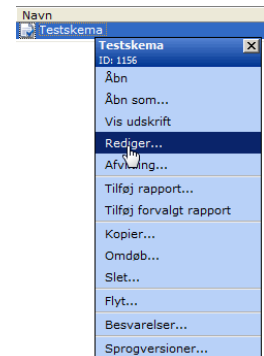 Navn
Testskema
Testskema
ID: 1156
Åbn
Åbn som...
Vis udskrift
Rediger...
Tilføj rapport...
Tilføj forvalgt rapport
Kopier...
Omdøb...
Slet...
Flyt...
Besvarelser...
Sprogversioner...